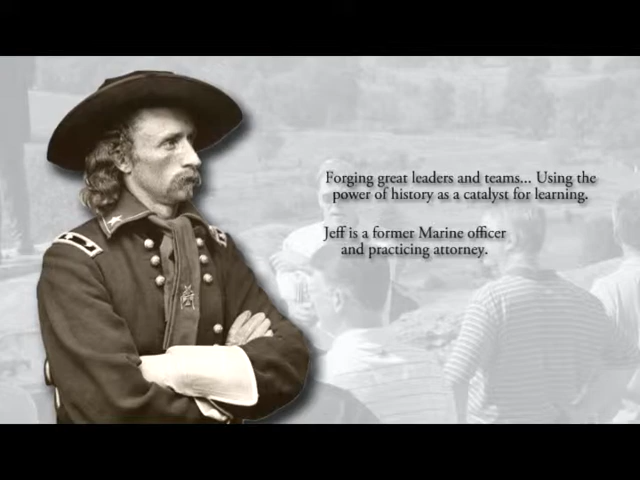 Forging great leaders and teams... Using the
power of history as a catalyst for learning.
Jeff is a former Marine officer
and practicing attorney.